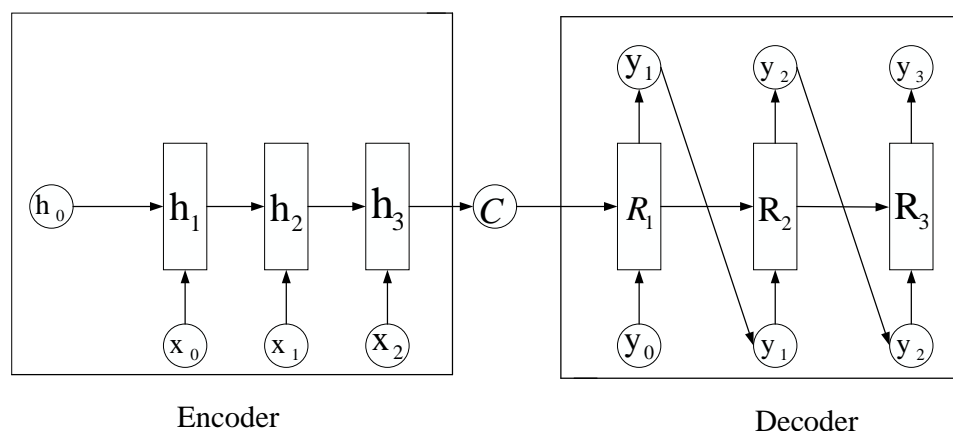 y₁ y₂ y₃
h₀ h₁ h₂ h₃ C R₁ R₂ R₃
x₀ x₁ x₂ y₀ y₁ y₂
Encoder Decoder